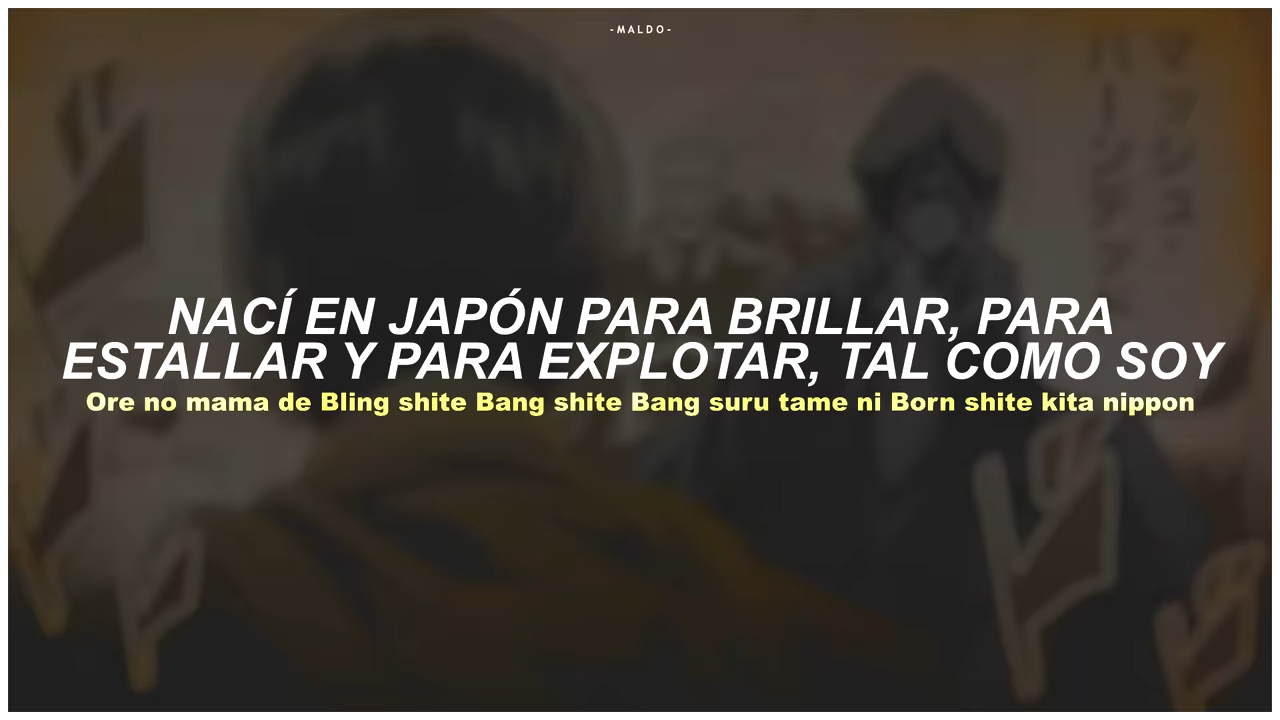 -MALDO-
NACÍ EN JAPÓN PARA BRILLAR, PARA
ESTALLAR Y PARA EXPLOTAR, TAL COMO SOY
Ore no mama de Bling shite Bang shite Bang suru tame ni Born shite kita nippon